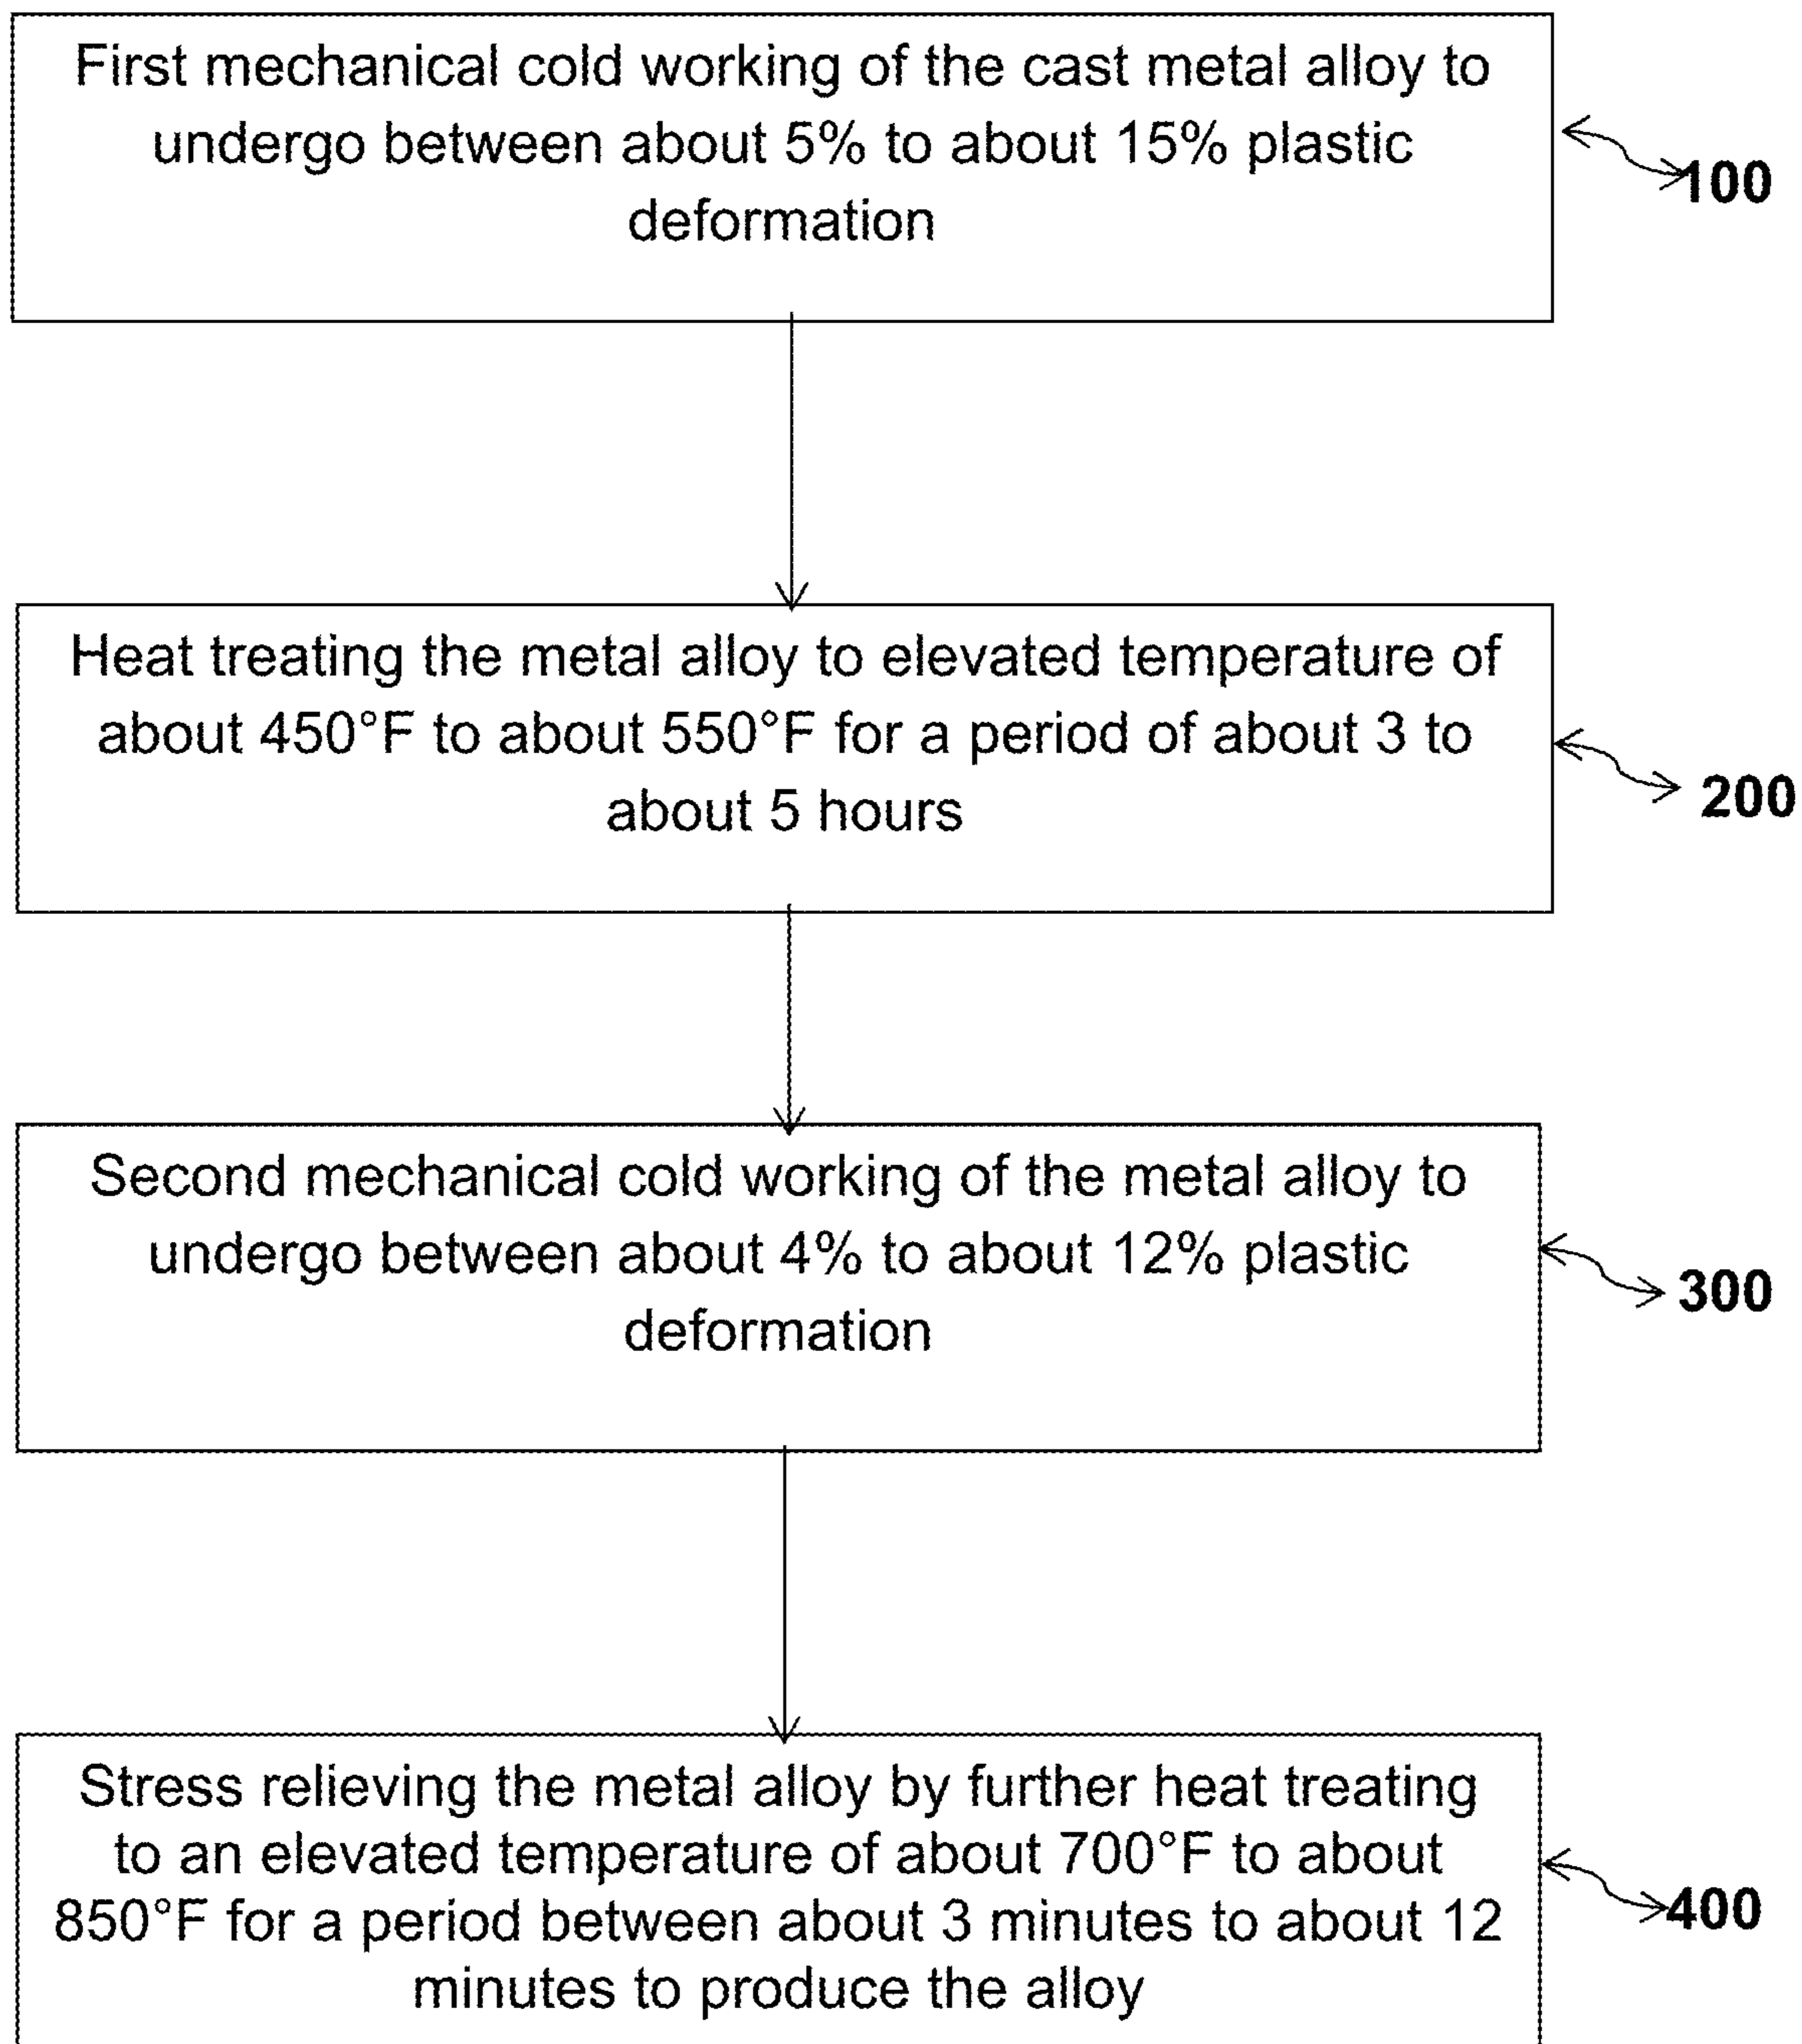 First mechanical cold working of the cast metal alloy to
undergo between about 5% to about 15% plastic
deformation
100
Heat treating the metal alloy to elevated temperature of
about 450°F to about 550°F for a period of about 3 to
about 5 hours
200
Second mechanical cold working of the metal alloy to
undergo between about 4% to about 12% plastic
deformation
300
Stress relieving the metal alloy by further heat treating
to an elevated temperature of about 700°F to about
850°F for a period between about 3 minutes to about 12
minutes to produce the alloy
400